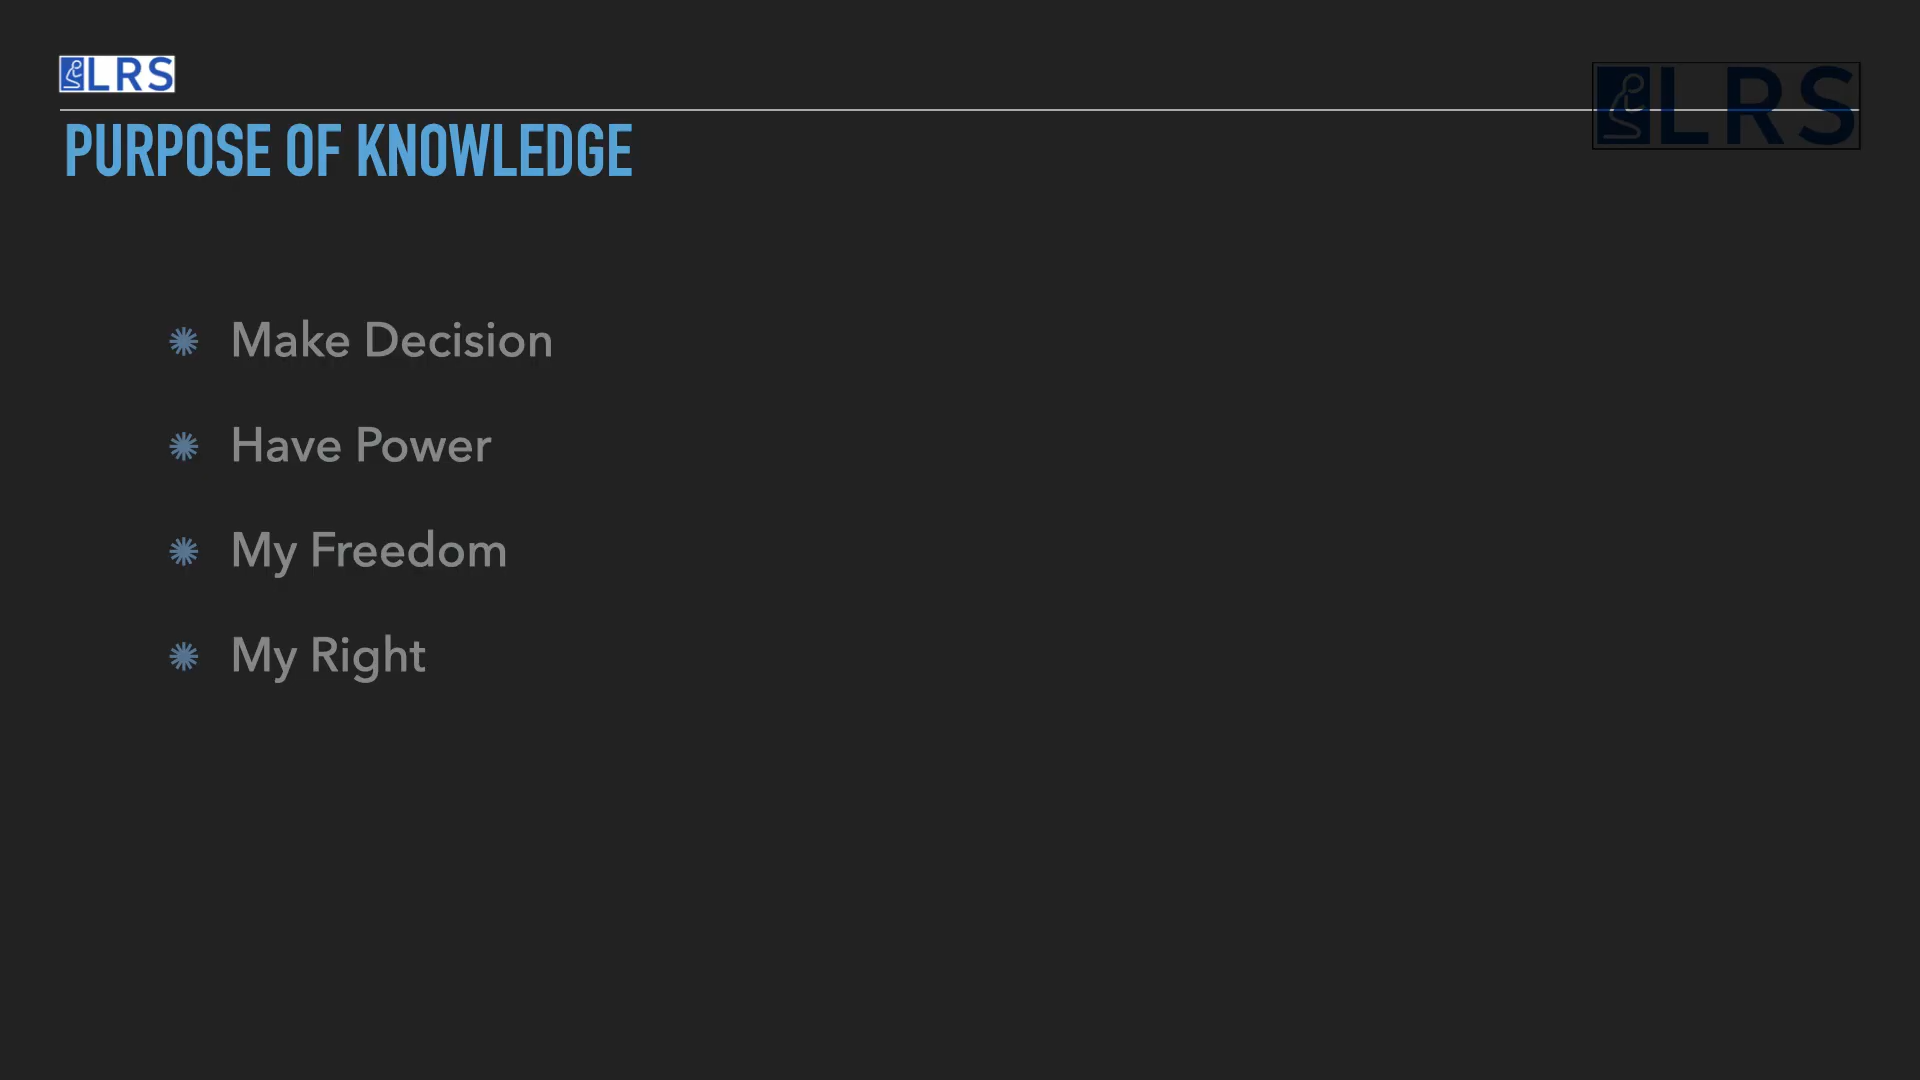 LRS
LRS
PURPOSE OF KNOWLEDGE
Make Decision
Have Power
My Freedom
My Right